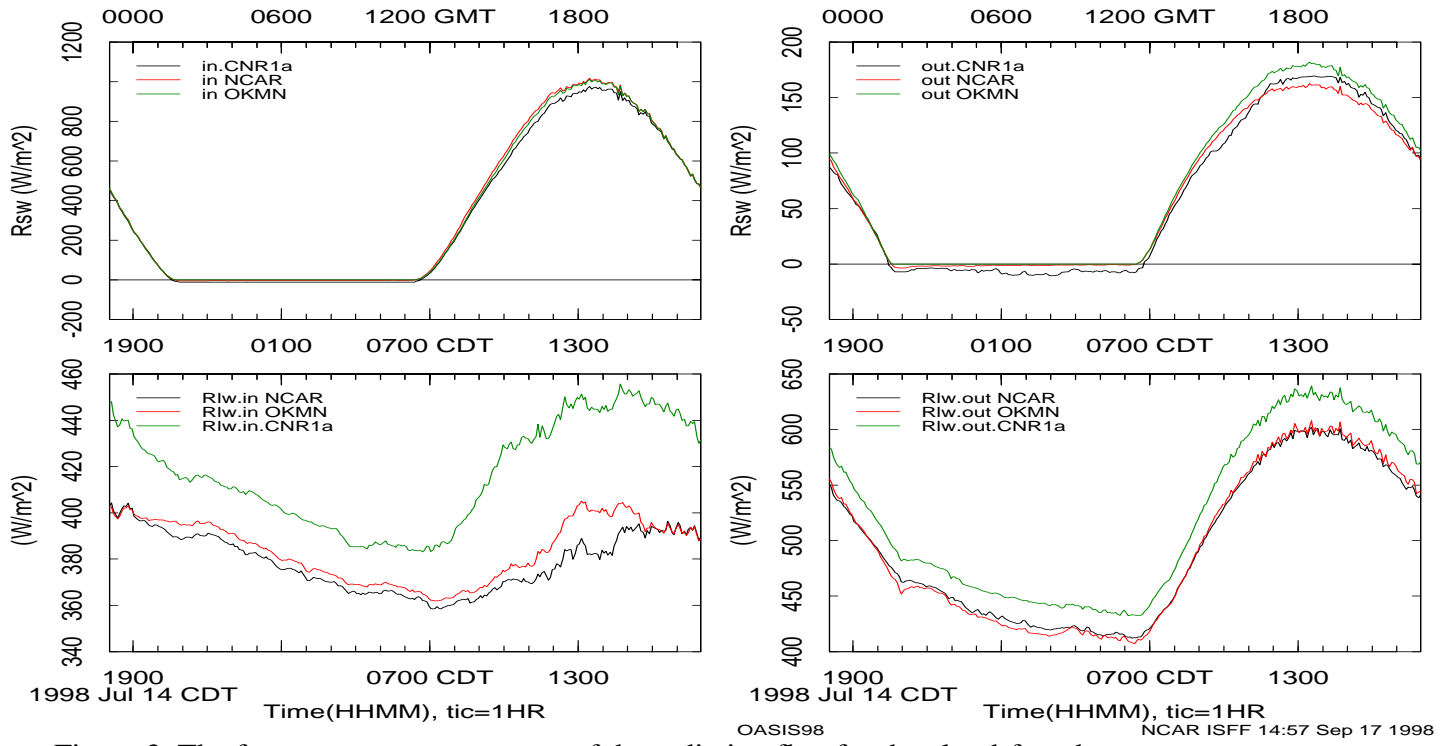 0000 0600 1200 GMT 1800
0000 0600 1200 GMT 1800
1200
1000
800
600
400
200
0
-200
Rsw (W/m^2)
in.CNR1a
in NCAR
in OKMN
200
150
100
50
0
-50
Rsw (W/m^2)
out.CNR1a
out NCAR
out OKMN
1900 0100 0700 CDT 1300
1900 0100 0700 CDT 1300
460
440
420
400
380
360
340
(W/m^2)
Rlw.in NCAR
Rlw.in OKMN
Rlw.in.CNR1a
650
600
550
500
450
400
(W/m^2)
Rlw.out NCAR
Rlw.out OKMN
Rlw.out.CNR1a
1900 0700 CDT 1300
1998 Jul 14 CDT
Time(HHMM), tic=1HR
1900 0700 CDT 1300
1998 Jul 14 CDT
Time(HHMM), tic=1HR
OASIS98
NCAR ISFF 14:57 Sep 17 1998